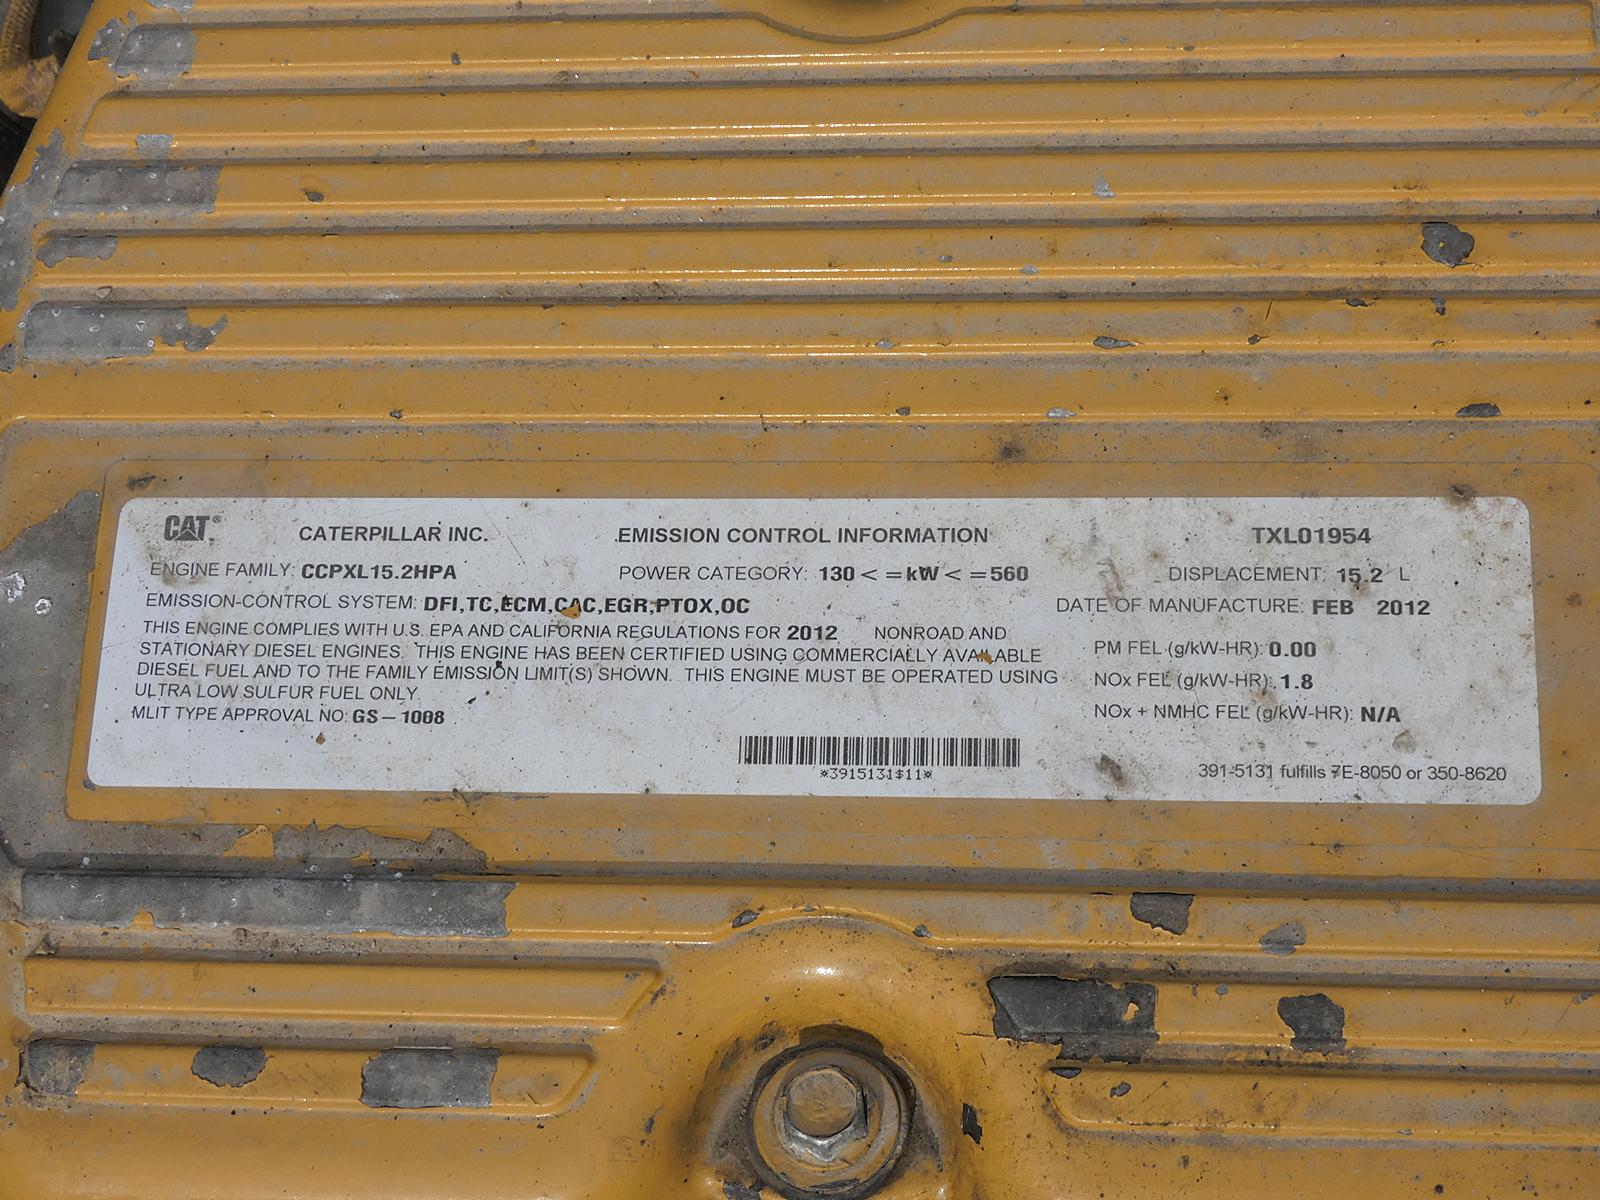 CAT® CATERPILLAR INC. EMISSION CONTROL INFORMATION TXL01954
ENGINE FAMILY: CCPXL15.2HPA POWER CATEGORY: 130 < =kW < =560 DISPLACEMENT: 15.2 L
EMISSION-CONTROL SYSTEM: DFI,TC,ECM,CAC,EGR,PTOX,OC DATE OF MANUFACTURE: FEB 2012
THIS ENGINE COMPLIES WITH U.S. EPA AND CALIFORNIA REGULATIONS FOR 2012 NONROAD AND
STATIONARY DIESEL ENGINES. THIS ENGINE HAS BEEN CERTIFIED USING COMMERCIALLY AVAILABLE
DIESEL FUEL AND TO THE FAMILY EMISSION LIMIT(S) SHOWN. THIS ENGINE MUST BE OPERATED USING
ULTRA LOW SULFUR FUEL ONLY.
MLIT TYPE APPROVAL NO: GS-1008
PM FEL (g/kW-HR): 0.00
NOx FEL (g/kW-HR): 1.8
NOx + NMHC FEL (g/kW-HR): N/A
*3915131$11*
391-5131 fulfills 7E-8050 or 350-8620